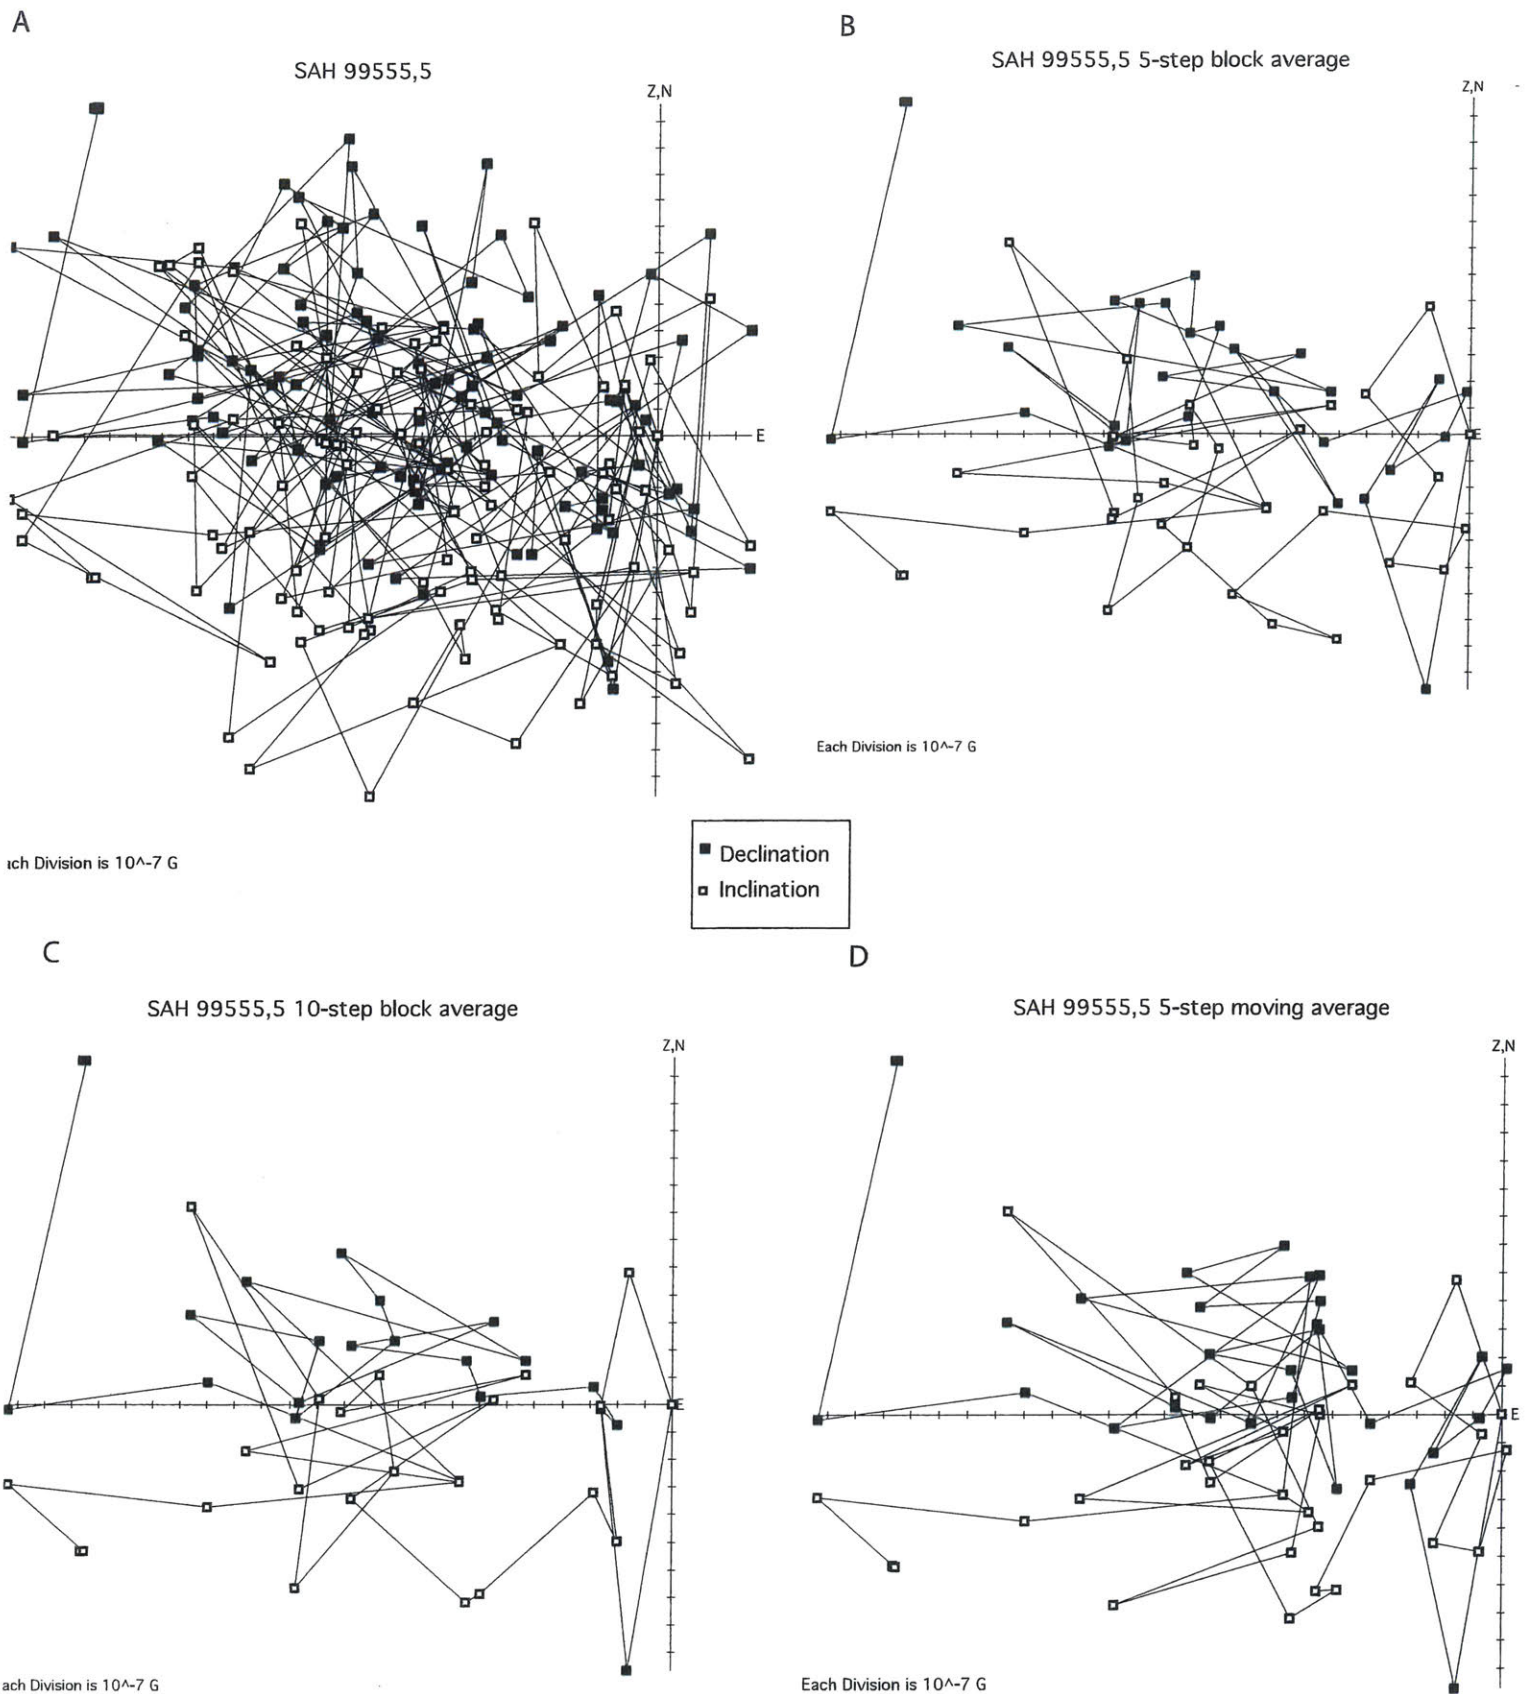 A
SAH 99555,5
Z,N
E
ach Division is 10^-7 G
B
SAH 99555,5 5-step block average
Z,N
E
Each Division is 10^-7 G
Declination
Inclination
C
SAH 99555,5 10-step block average
Z,N
E
ach Division is 10^-7 G
D
SAH 99555,5 5-step moving average
Z,N
E
Each Division is 10^-7 G